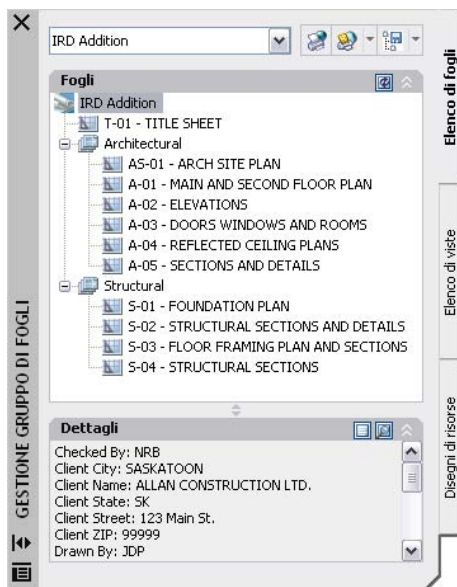 IRD Addition
Fogli
IRD Addition
T-01 - TITLE SHEET
Architectural
AS-01 - ARCH SITE PLAN
A-01 - MAIN AND SECOND FLOOR PLAN
A-02 - ELEVATIONS
A-03 - DOORS WINDOWS AND ROOMS
A-04 - REFLECTED CEILING PLANS
A-05 - SECTIONS AND DETAILS
Structural
S-01 - FOUNDATION PLAN
S-02 - STRUCTURAL SECTIONS AND DETAILS
S-03 - FLOOR FRAMING PLAN AND SECTIONS
S-04 - STRUCTURAL SECTIONS
Dettagli
Checked By: NRB
Client City: SASKATOON
Client Name: ALLAN CONSTRUCTION LTD.
Client State: SK
Client Street: 123 Main St.
Client ZIP: 99999
Drawn By: JDP
GESTIONE GRUPPO DI FOGLI
Elenco di fogli
Elenco di viste
Disegni di risorse